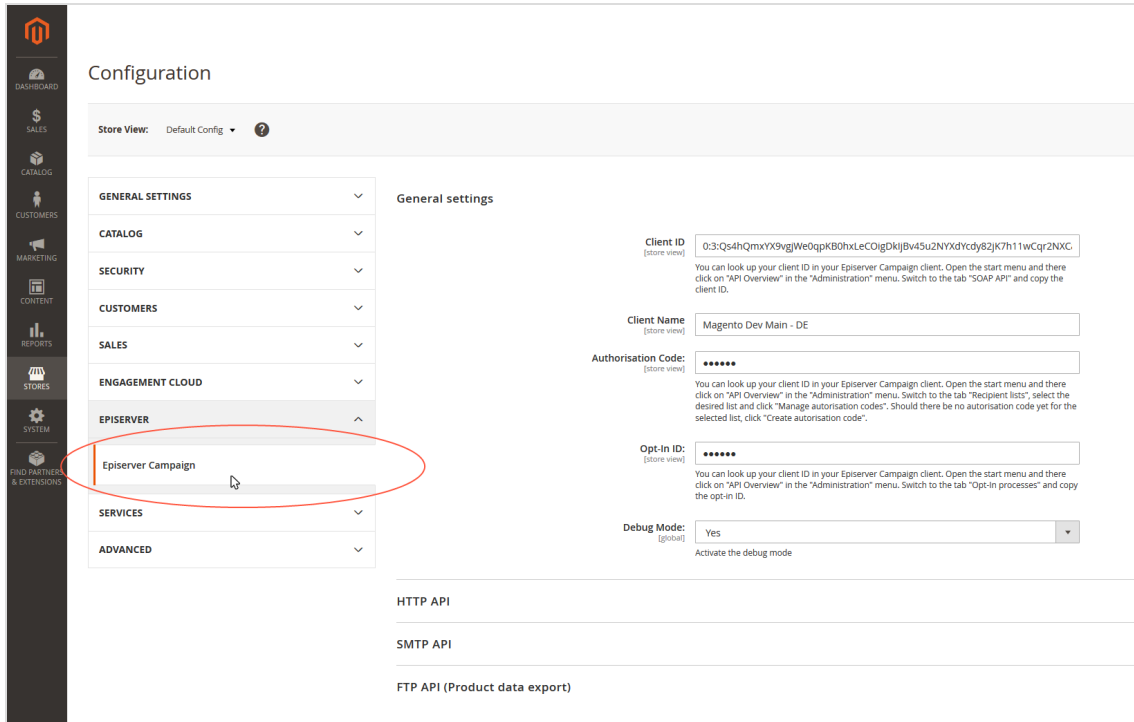 Configuration
DASHBOARD
SALES
CATALOG
CUSTOMERS
MARKETING
CONTENT
REPORTS
STORES
SYSTEM
FIND PARTNERS
& EXTENSIONS
Store View: Default Config
GENERAL SETTINGS
CATALOG
SECURITY
CUSTOMERS
SALES
ENGAGEMENT CLOUD
EPISERVER
Episerver Campaign
SERVICES
ADVANCED
General settings
Client ID
[store view]
0:3:Qs4hQmxYX9vgjWe0qpKB0hxLeCOigDkIjBv45u2NYXdYcdy82jK7h11wCqr2NXC
You can look up your client ID in your Episerver Campaign client. Open the start menu and there
click on "API Overview" in the "Administration" menu. Switch to the tab "SOAP API" and copy the
client ID.
Client Name
[store view]
Magento Dev Main - DE
Authorisation Code:
[store view]
••••••
You can look up your client ID in your Episerver Campaign client. Open the start menu and there
click on "API Overview" in the "Administration" menu. Switch to the tab "Recipient lists", select the
desired list and click "Manage autorisation codes". Should there be no autorisation code yet for the
selected list, click "Create autorisation code".
Opt-In ID:
[store view]
••••••
You can look up your client ID in your Episerver Campaign client. Open the start menu and there
click on "API Overview" in the "Administration" menu. Switch to the tab "Opt-In processes" and copy
the opt-in ID.
Debug Mode:
[global]
Yes
Activate the debug mode
HTTP API
SMTP API
FTP API (Product data export)